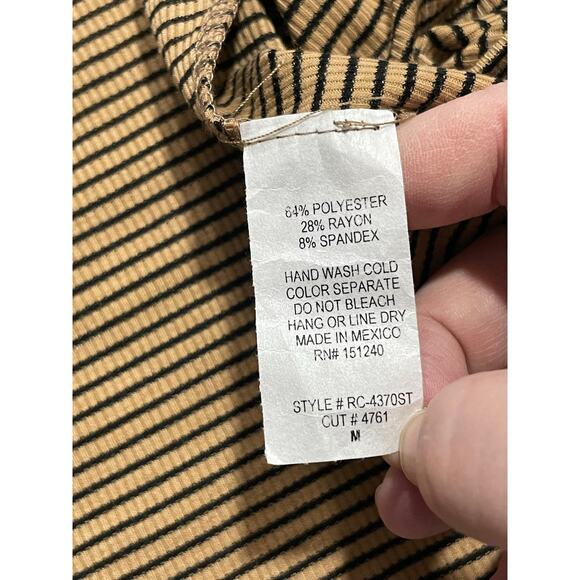 64% POLYESTER
28% RAYON
8% SPANDEX
HAND WASH COLD
COLOR SEPARATE
DO NOT BLEACH
HANG OR LINE DRY
MADE IN MEXICO
RN# 151240
STYLE # RC-4370ST
CUT # 4761
M